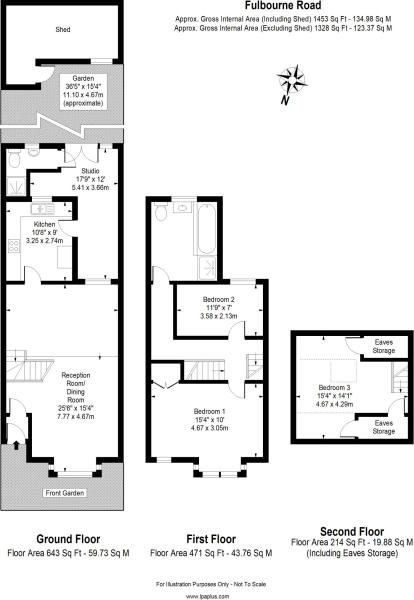 Fulbourne Road
Approx. Gross Internal Area (Including Shed) 1453 Sq Ft - 134.98 Sq M
Approx. Gross Internal Area (Excluding Shed) 1328 Sq Ft - 123.37 Sq M
Shed
N
Garden
36'5" x 15'4"
11.10 x 4.67m
(approximate)
Studio
17'9" x 12'
5.41 x 3.66m
Kitchen
10'8" x 9'
3.25 x 2.74m
Reception
Room/
Dining
Room
25'6" x 15'4"
7.77 x 4.67m
Front Garden
Bedroom 2
11'9" x 7'
3.58 x 2.13m
Bedroom 1
15'4" x 10'
4.67 x 3.05m
Eaves
Storage
Bedroom 3
15'4" x 14'1"
4.67 x 4.29m
Eaves
Storage
Ground Floor
Floor Area 643 Sq Ft - 59.73 Sq M
First Floor
Floor Area 471 Sq Ft - 43.76 Sq M
Second Floor
Floor Area 214 Sq Ft - 19.88 Sq M
(Including Eaves Storage)
For Illustration Purposes Only - Not To Scale
www.lpaplus.com